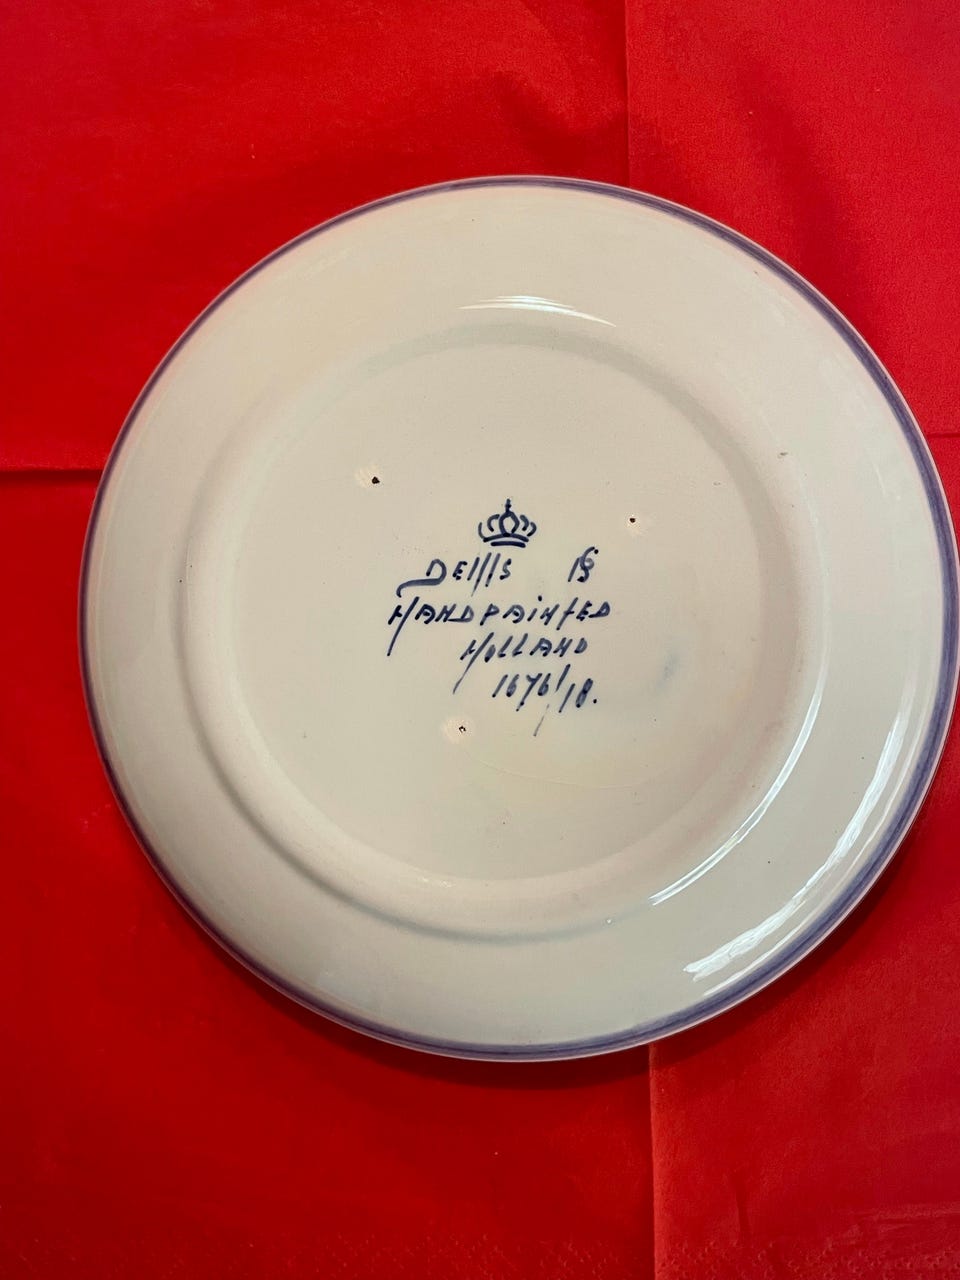 Delfts
HANDPAINTED
HOLLAND
1676/18.